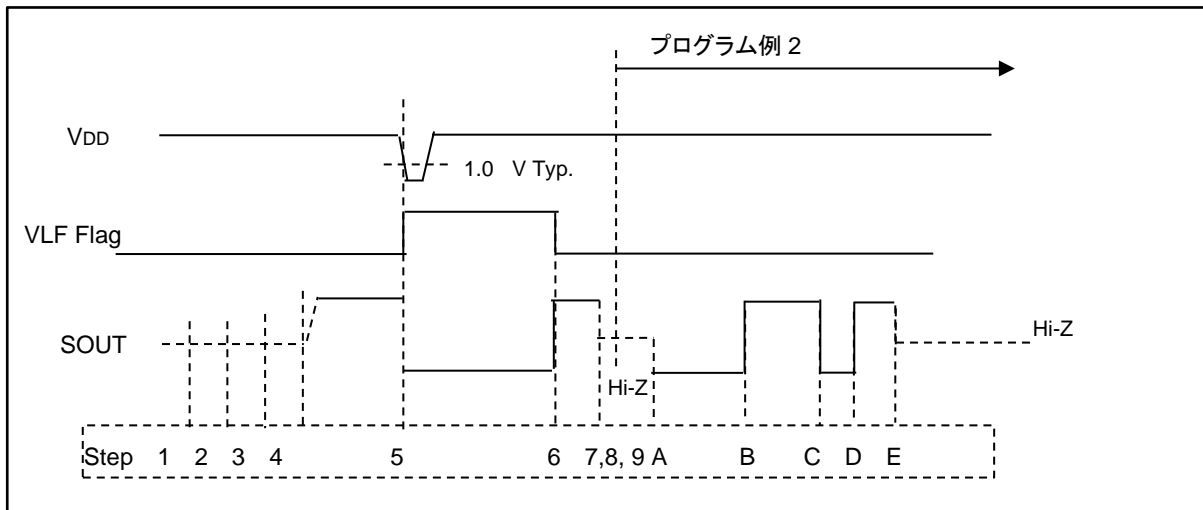 プログラム例 2
VDD
1.0 V Typ.
VLF Flag
SOUT
Hi-Z
Hi-Z
Step 1 2 3 4 5 6 7,8, 9 A B C D E